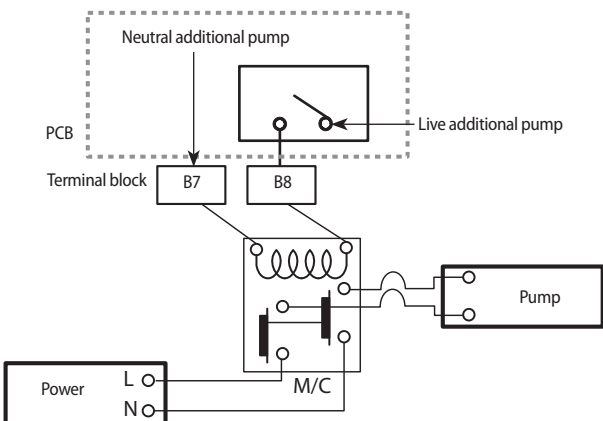 Neutral additional pump
Live additional pump
PCB
Terminal block
B7
B8
Pump
M/C
Power
L
N